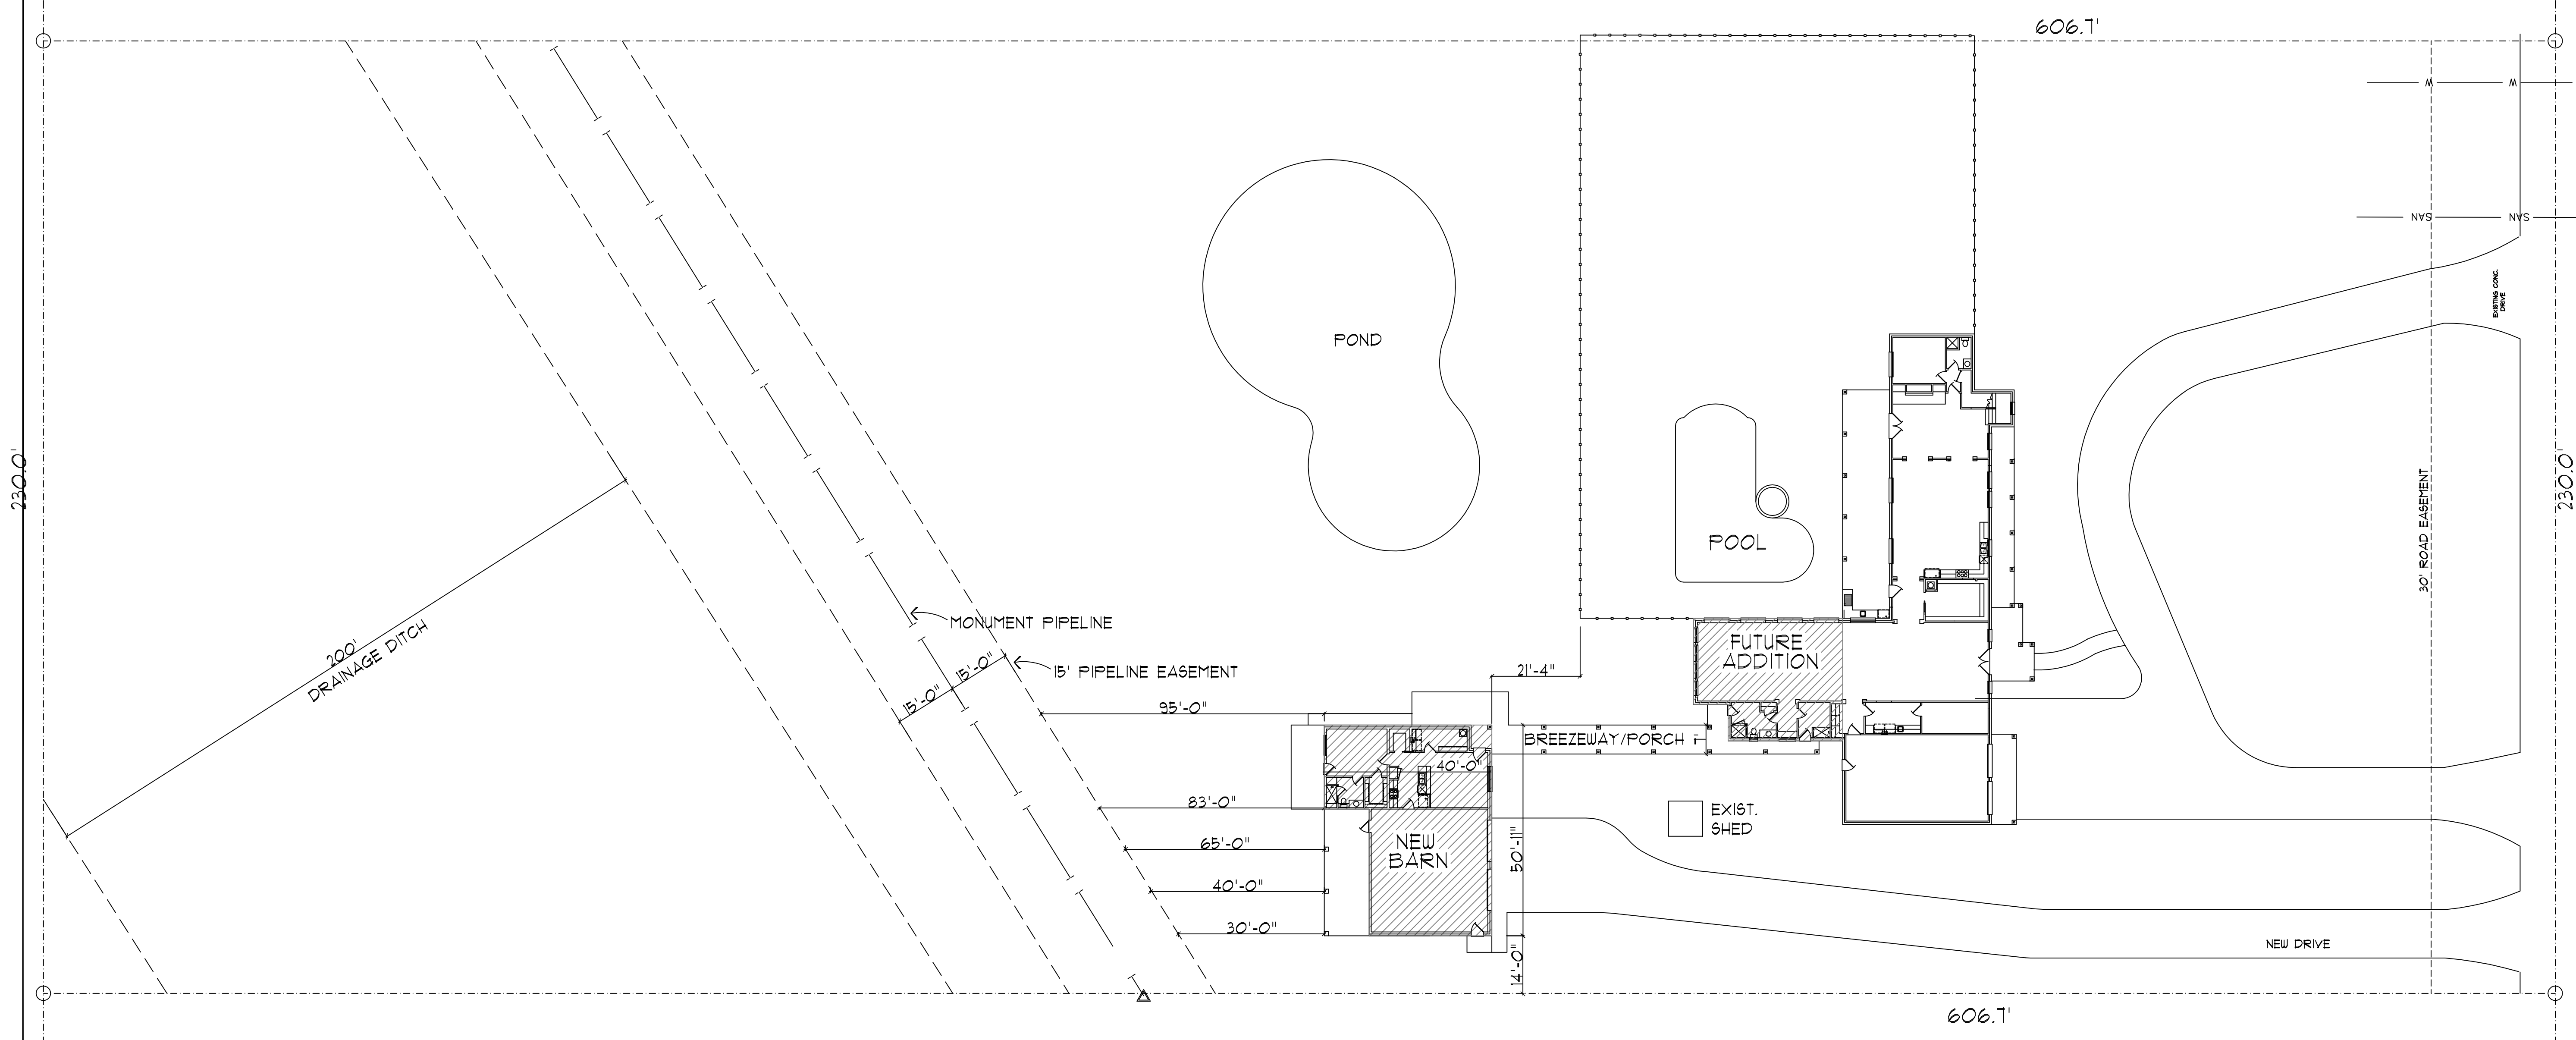 606.7'
W W
SAN SAN
EXISTING CONC.
DRIVE
POND
230.0'
230.0'
30' ROAD EASEMENT
POOL
MONUMENT PIPELINE
200'
DRAINAGE DITCH
FUTURE
ADDITION
15'-0"
15'-0"
15' PIPELINE EASEMENT
21'-4"
95'-0"
BREEZEWAY/PORCH
40'-0"
83'-0"
EXIST.
SHED
65'-0"
NEW
BARN
50'-11"
40'-0"
30'-0"
14'-0"
NEW DRIVE
606.7'